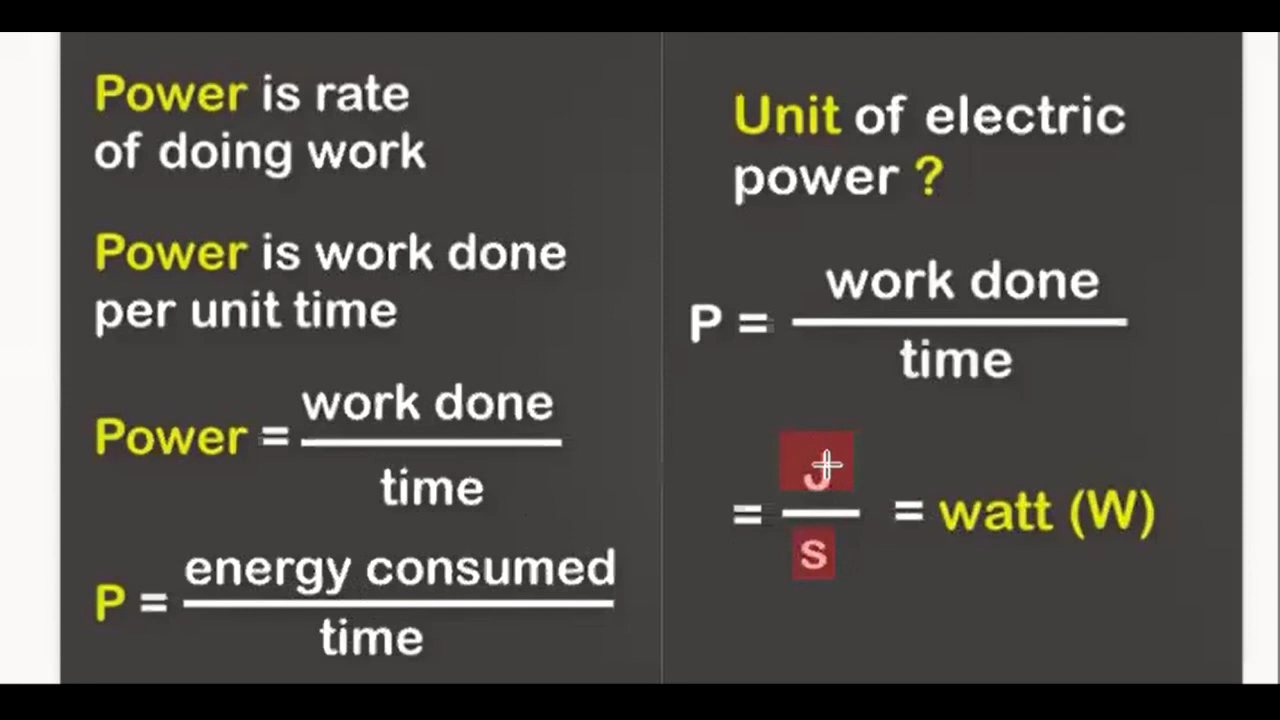 Power is rate
of doing work
Power is work done
per unit time
Power = work done
time
P = energy consumed
time
Unit of electric
power ?
P = work done
time
= J
s
= watt (W)